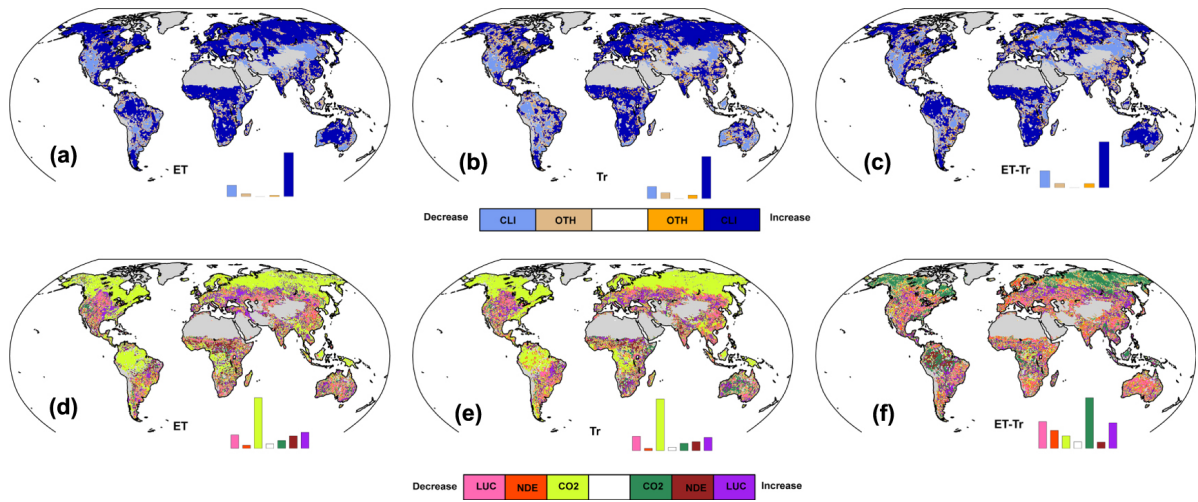 (a)
ET
(b)
Tr
(c)
ET-Tr
Decrease CLI OTH OTH CLI Increase
(d)
ET
(e)
Tr
(f)
ET-Tr
Decrease LUC NDE CO2 CO2 NDE LUC Increase